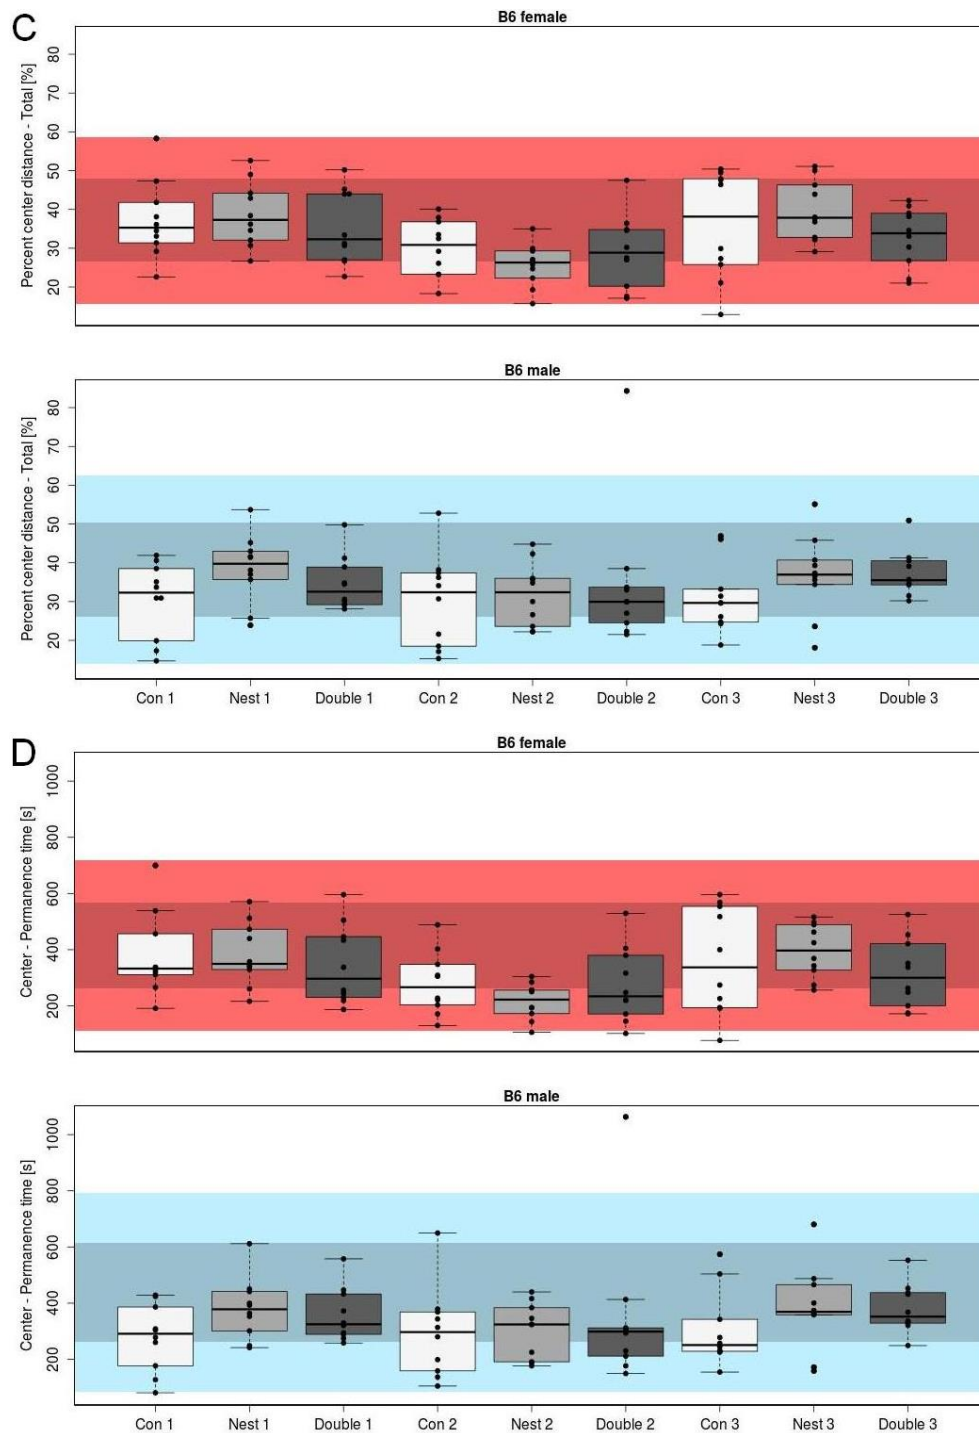 C
B6 female
Percent center distance - Total [%]
80
70
60
50
40
30
20
B6 male
Percent center distance - Total [%]
80
70
60
50
40
30
20
Con 1 Nest 1 Double 1 Con 2 Nest 2 Double 2 Con 3 Nest 3 Double 3
D
B6 female
Center - Permanence time [s]
1000
800
600
400
200
B6 male
Center - Permanence time [s]
1000
800
600
400
200
Con 1 Nest 1 Double 1 Con 2 Nest 2 Double 2 Con 3 Nest 3 Double 3